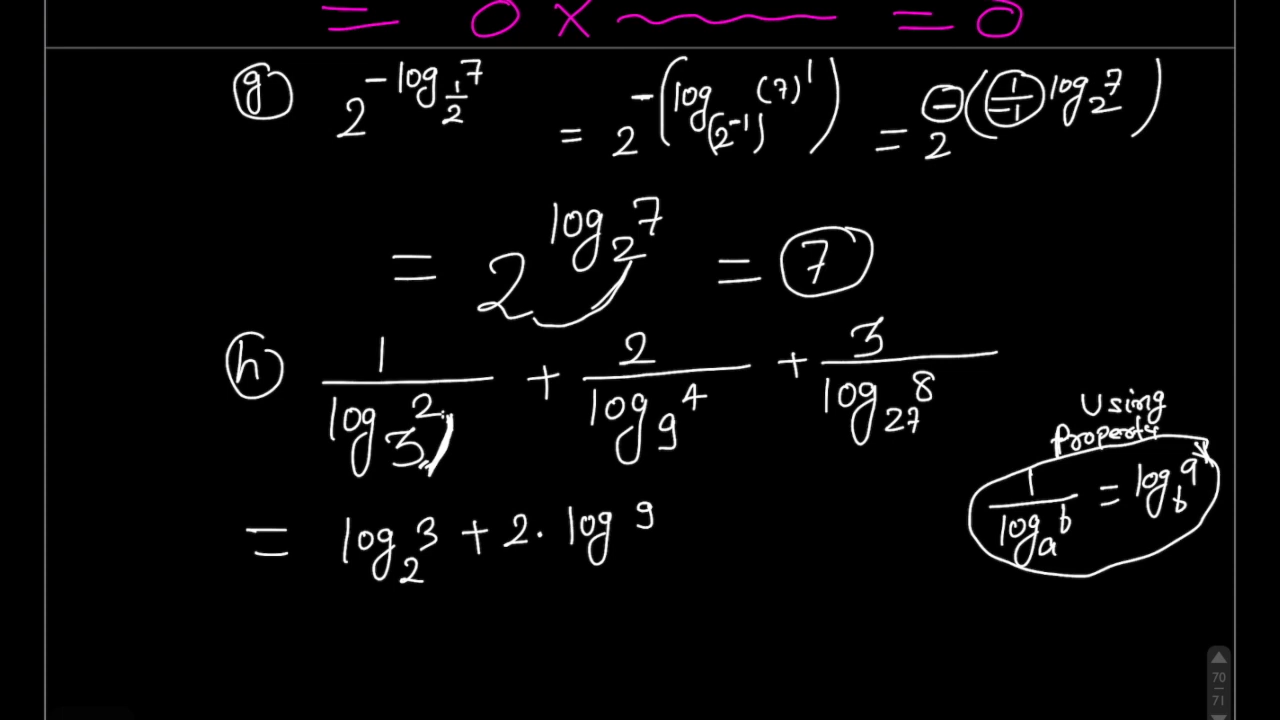 = 0 × = 0
(g) 2^{-log_{1/2} 7} = 2^{-(log_{(2^{-1})} (7)^1)} = 2^{-(1/-1 log_2 7)}
= 2^{log_2 7} = 7
(h) 1/log_3 2 + 2/log_9 4 + 3/log_27 8
Using
Property
1/log_a b = log_b a
= log_2 3 + 2. log 9
70
71